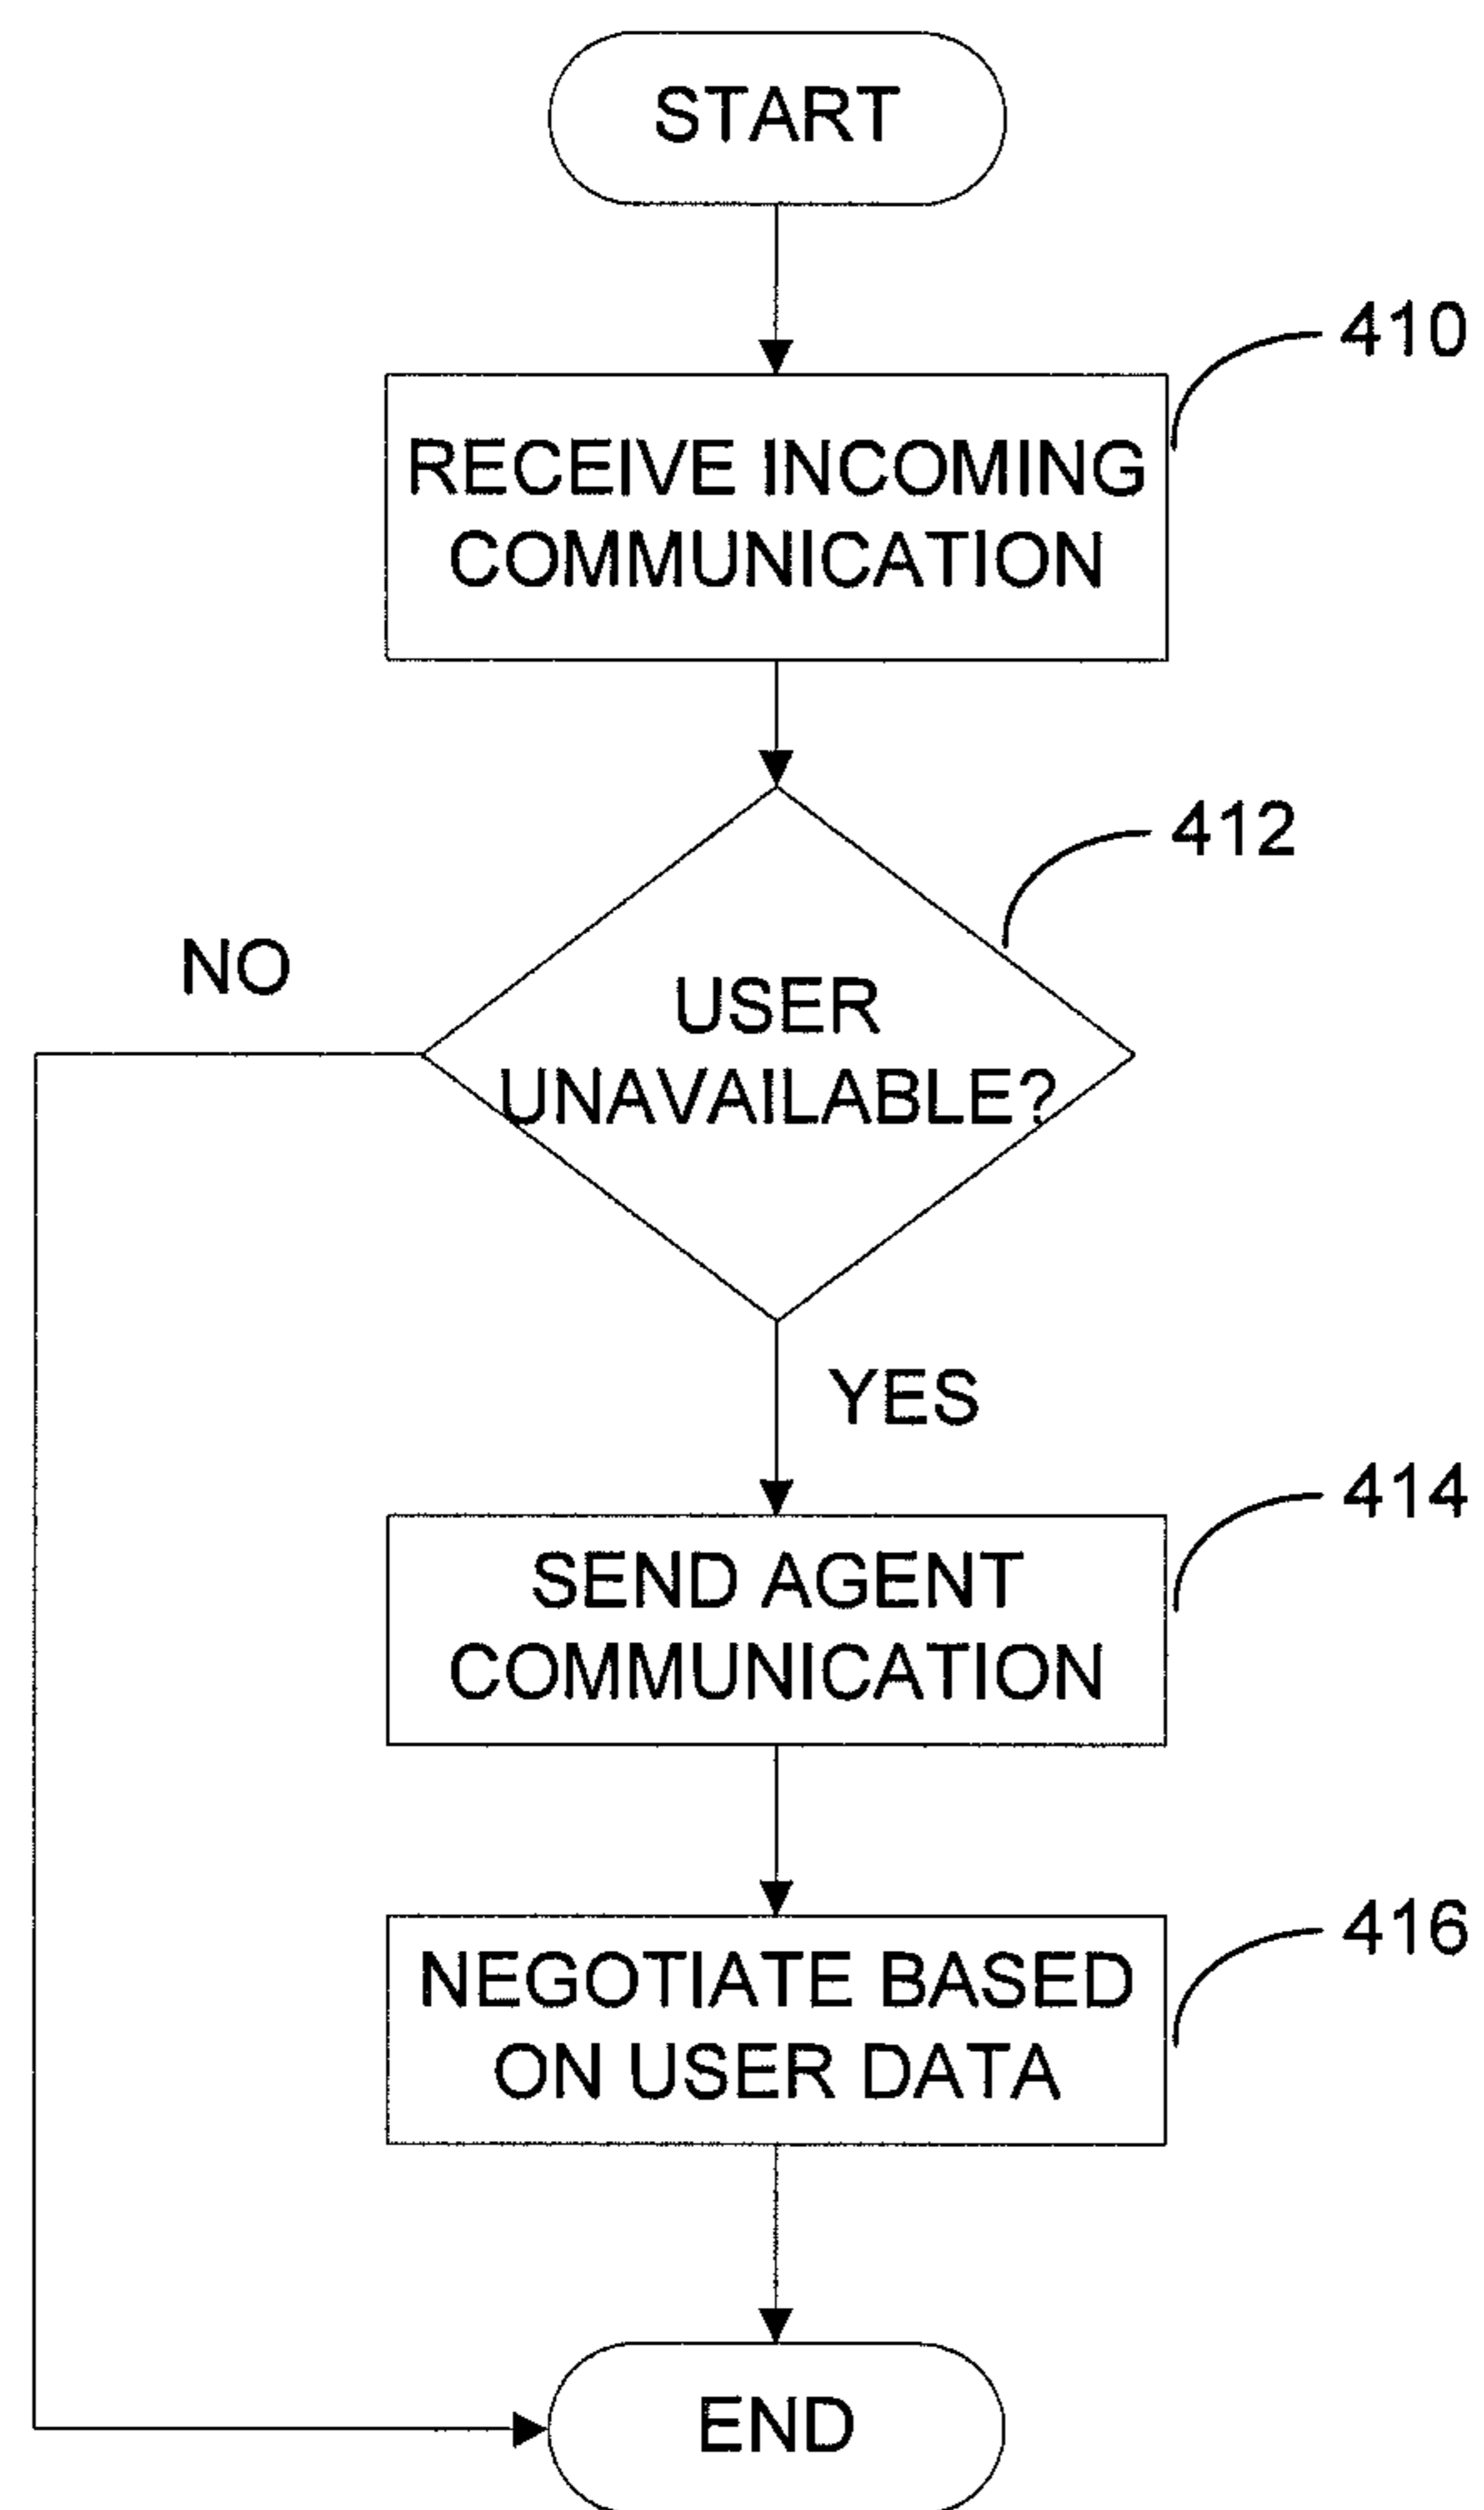 START
410
RECEIVE INCOMING
COMMUNICATION
412
NO
USER
UNAVAILABLE?
YES
414
SEND AGENT
COMMUNICATION
416
NEGOTIATE BASED
ON USER DATA
END